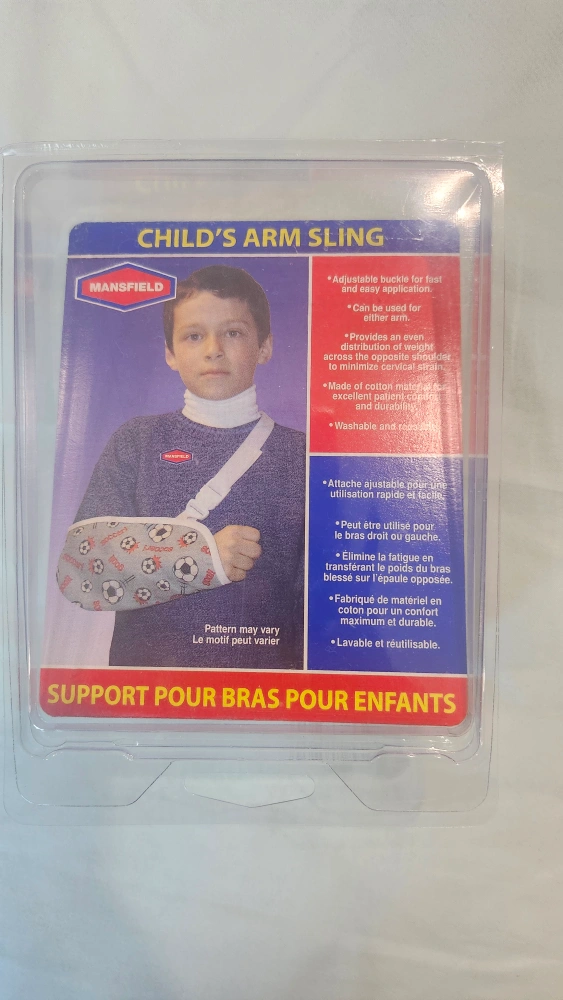 CHILD'S ARM SLING
MANSFIELD
•Adjustable buckle for fast
and easy application.
•Can be used for
either arm.
•Provides an even
distribution of weight
across the opposite shoulder
to minimize cervical strain.
•Made of cotton material for
excellent patient comfort
and durability.
•Washable and
MANSFIELD
•Attache ajustable pour une
utilisation rapide et facile.
•Peut être utilisé pour
le bras droit ou gauche.
•Élimine la fatigue en
transférant le poids du bras
blessé sur l'épaule opposée.
•Fabriqué de matériel en
coton pour un confort
maximum et durable.
•Lavable et réutilisable.
Pattern may vary
Le motif peut varier
SUPPORT POUR BRAS POUR ENFANTS